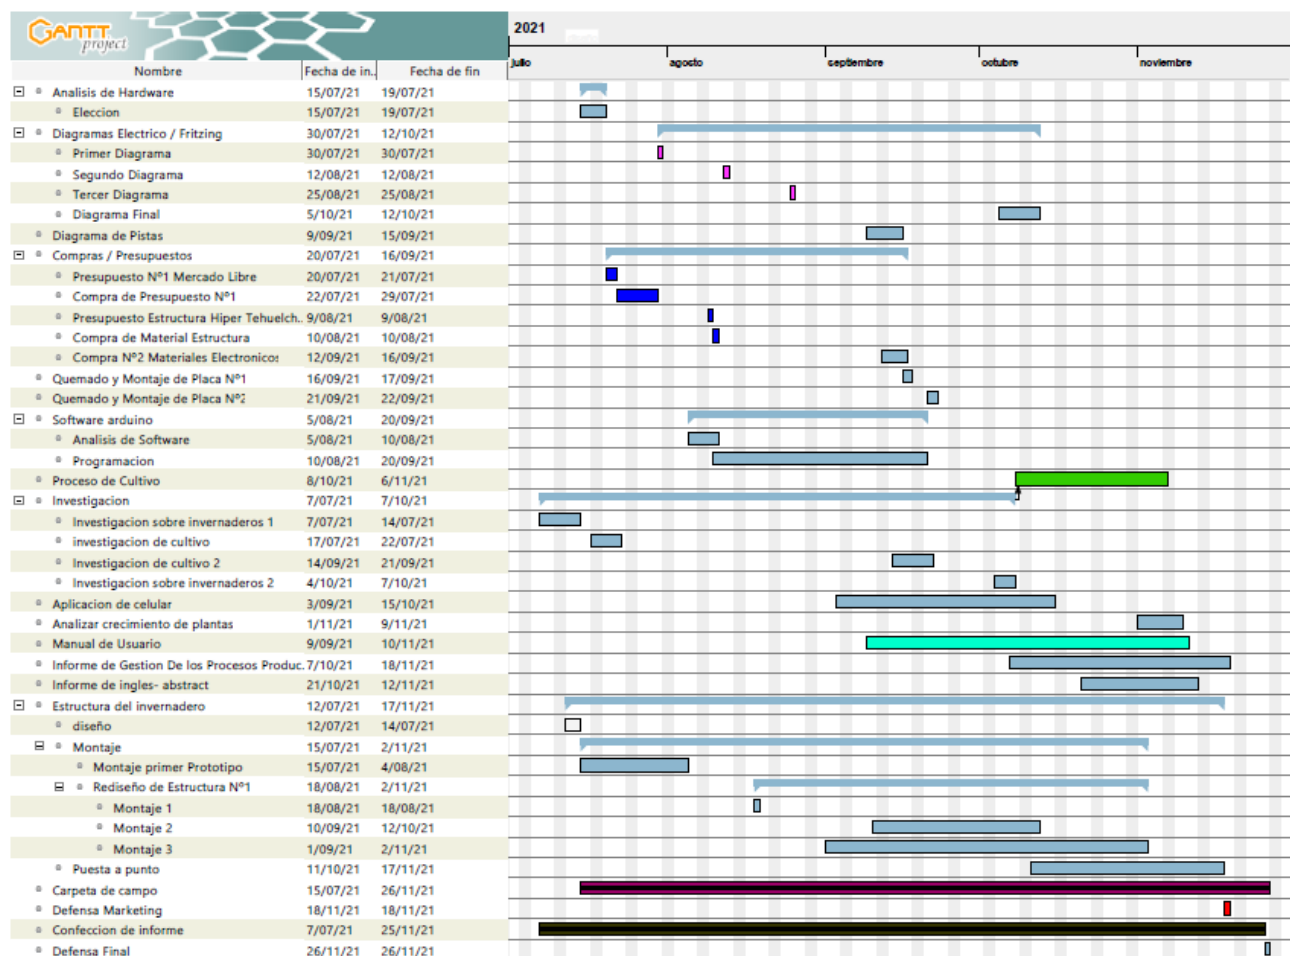 GANTT
project
2021
julio agosto septiembre octubre noviembre
Nombre Fecha de in.. Fecha de fin
Analisis de Hardware 15/07/21 19/07/21
Eleccion 15/07/21 19/07/21
Diagramas Electrico / Fritzing 30/07/21 12/10/21
Primer Diagrama 30/07/21 30/07/21
Segundo Diagrama 12/08/21 12/08/21
Tercer Diagrama 25/08/21 25/08/21
Diagrama Final 5/10/21 12/10/21
Diagrama de Pistas 9/09/21 15/09/21
Compras / Presupuestos 20/07/21 16/09/21
Presupuesto Nº1 Mercado Libre 20/07/21 21/07/21
Compra de Presupuesto Nº1 22/07/21 29/07/21
Presupuesto Estructura Hiper Tehuelch.. 9/08/21 9/08/21
Compra de Material Estructura 10/08/21 10/08/21
Compra Nº2 Materiales Electronicos 12/09/21 16/09/21
Quemado y Montaje de Placa Nº1 16/09/21 17/09/21
Quemado y Montaje de Placa Nº2 21/09/21 22/09/21
Software arduino 5/08/21 20/09/21
Analisis de Software 5/08/21 10/08/21
Programacion 10/08/21 20/09/21
Proceso de Cultivo 8/10/21 6/11/21
Investigacion 7/07/21 7/10/21
Investigacion sobre invernaderos 1 7/07/21 14/07/21
investigacion de cultivo 17/07/21 22/07/21
Investigacion de cultivo 2 14/09/21 21/09/21
Investigacion sobre invernaderos 2 4/10/21 7/10/21
Aplicacion de celular 3/09/21 15/10/21
Analizar crecimiento de plantas 1/11/21 9/11/21
Manual de Usuario 9/09/21 10/11/21
Informe de Gestion De los Procesos Produc.. 7/10/21 18/11/21
Informe de ingles- abstract 21/10/21 12/11/21
Estructura del invernadero 12/07/21 17/11/21
diseño 12/07/21 14/07/21
Montaje 15/07/21 2/11/21
Montaje primer Prototipo 15/07/21 4/08/21
Rediseño de Estructura Nº1 18/08/21 2/11/21
Montaje 1 18/08/21 18/08/21
Montaje 2 10/09/21 12/10/21
Montaje 3 1/09/21 2/11/21
Puesta a punto 11/10/21 17/11/21
Carpeta de campo 15/07/21 26/11/21
Defensa Marketing 18/11/21 18/11/21
Confeccion de informe 7/07/21 25/11/21
Defensa Final 26/11/21 26/11/21